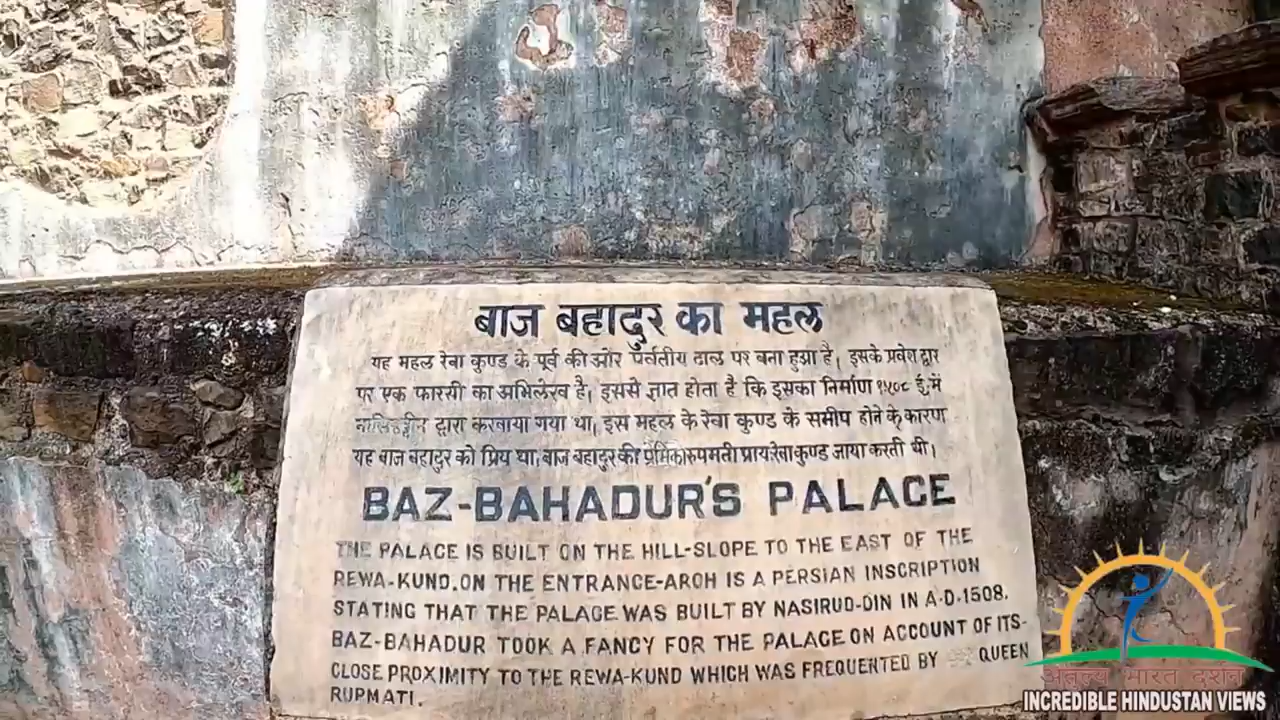 बाज बहादुर का महल
यह महल रेवा कुण्ड के पूर्व की ओर पर्वतीय ढाल पर बना हुआ है। इसके प्रवेश द्वार
पर एक फारसी का अभिलेख है। इससे ज्ञात होता है कि इसका निर्माण १५०८ ई. में
द्वारा करवाया गया था। इस महल के रेवा कुण्ड के समीप होने के कारण
यह बाज बहादुर को प्रिय था। बाज बहादुर की प्रेमिका रुपमती प्रायः रेवा कुण्ड जाया करती थी।
BAZ-BAHADUR'S PALACE
THE PALACE IS BUILT ON THE HILL-SLOPE TO THE EAST OF THE
REWA-KUND. ON THE ENTRANCE-ARCH IS A PERSIAN INSCRIPTION
STATING THAT THE PALACE WAS BUILT BY NASIRUD-DIN IN A.D. 1508.
BAZ-BAHADUR TOOK A FANCY FOR THE PALACE ON ACCOUNT OF ITS-
CLOSE PROXIMITY TO THE REWA-KUND WHICH WAS FREQUENTED BY QUEEN
RUPMATI.
अतुल्य भारत दर्शन
INCREDIBLE HINDUSTAN VIEWS